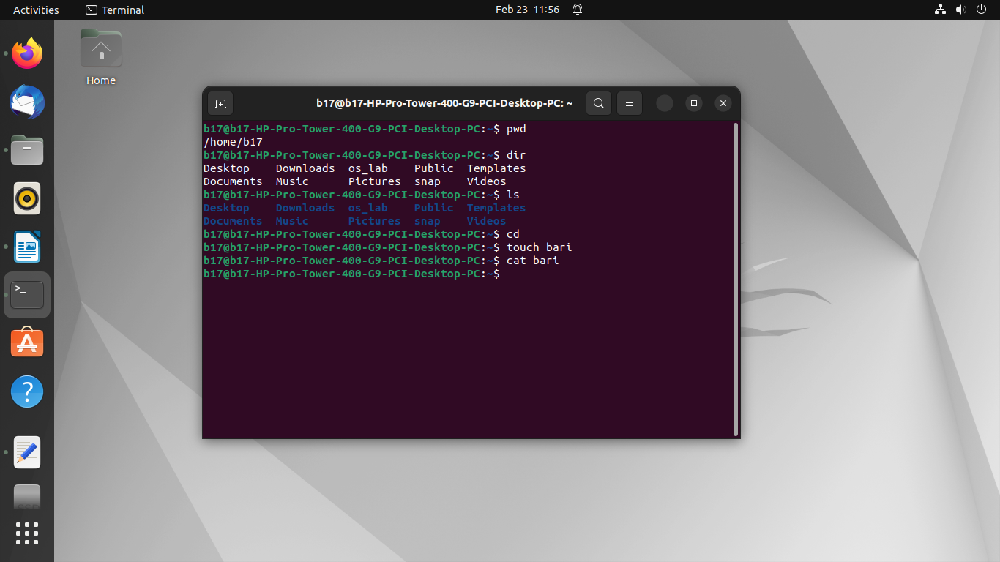 Activities Terminal Feb 23 11:56
Home
b17@b17-HP-Pro-Tower-400-G9-PCI-Desktop-PC: ~
b17@b17-HP-Pro-Tower-400-G9-PCI-Desktop-PC:~$ pwd
/home/b17
b17@b17-HP-Pro-Tower-400-G9-PCI-Desktop-PC:~$ dir
Desktop Downloads os_lab Public Templates
Documents Music Pictures snap Videos
b17@b17-HP-Pro-Tower-400-G9-PCI-Desktop-PC:~$ ls
Desktop Downloads os_lab Public Templates
Documents Music Pictures snap Videos
b17@b17-HP-Pro-Tower-400-G9-PCI-Desktop-PC:~$ cd
b17@b17-HP-Pro-Tower-400-G9-PCI-Desktop-PC:~$ touch bari
b17@b17-HP-Pro-Tower-400-G9-PCI-Desktop-PC:~$ cat bari
b17@b17-HP-Pro-Tower-400-G9-PCI-Desktop-PC:~$